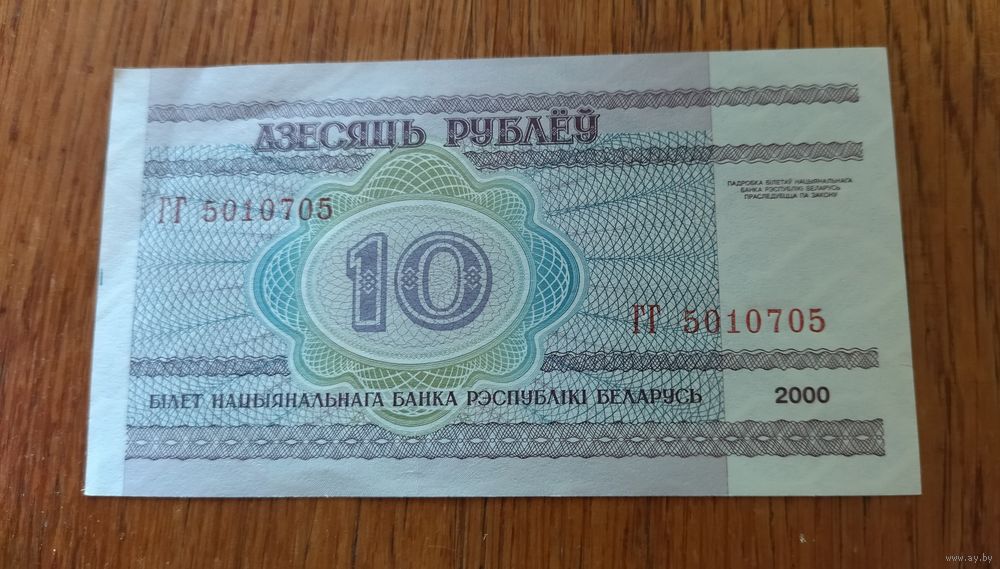 ДЗЕСЯЦЬ РУБЛЁЎ
ПАДРОБКА БІЛЕТАЎ НАЦЫЯНАЛЬНАГА
БАНКА РЭСПУБЛІКІ БЕЛАРУСЬ
ПРАСЛЕДУЕЦЦА ПА ЗАКОНУ
ГГ 5010705
10
ГГ 5010705
БІЛЕТ НАЦЫЯНАЛЬНАГА БАНКА РЭСПУБЛІКІ БЕЛАРУСЬ
2000
www.ay.by